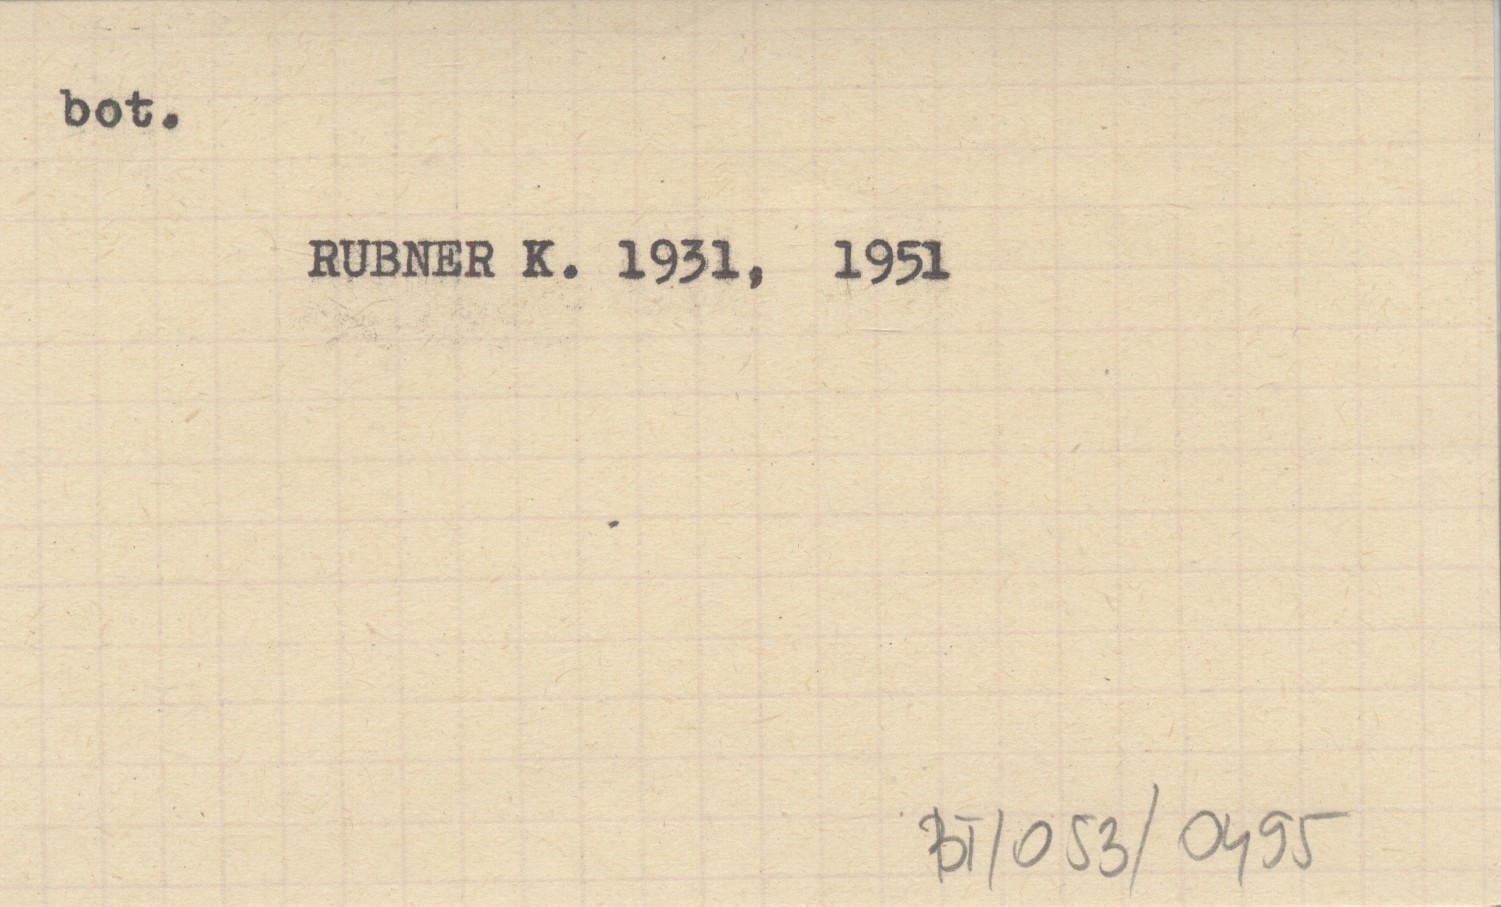 bot.
RUBNER K. 1931, 1951
BT/053/0495